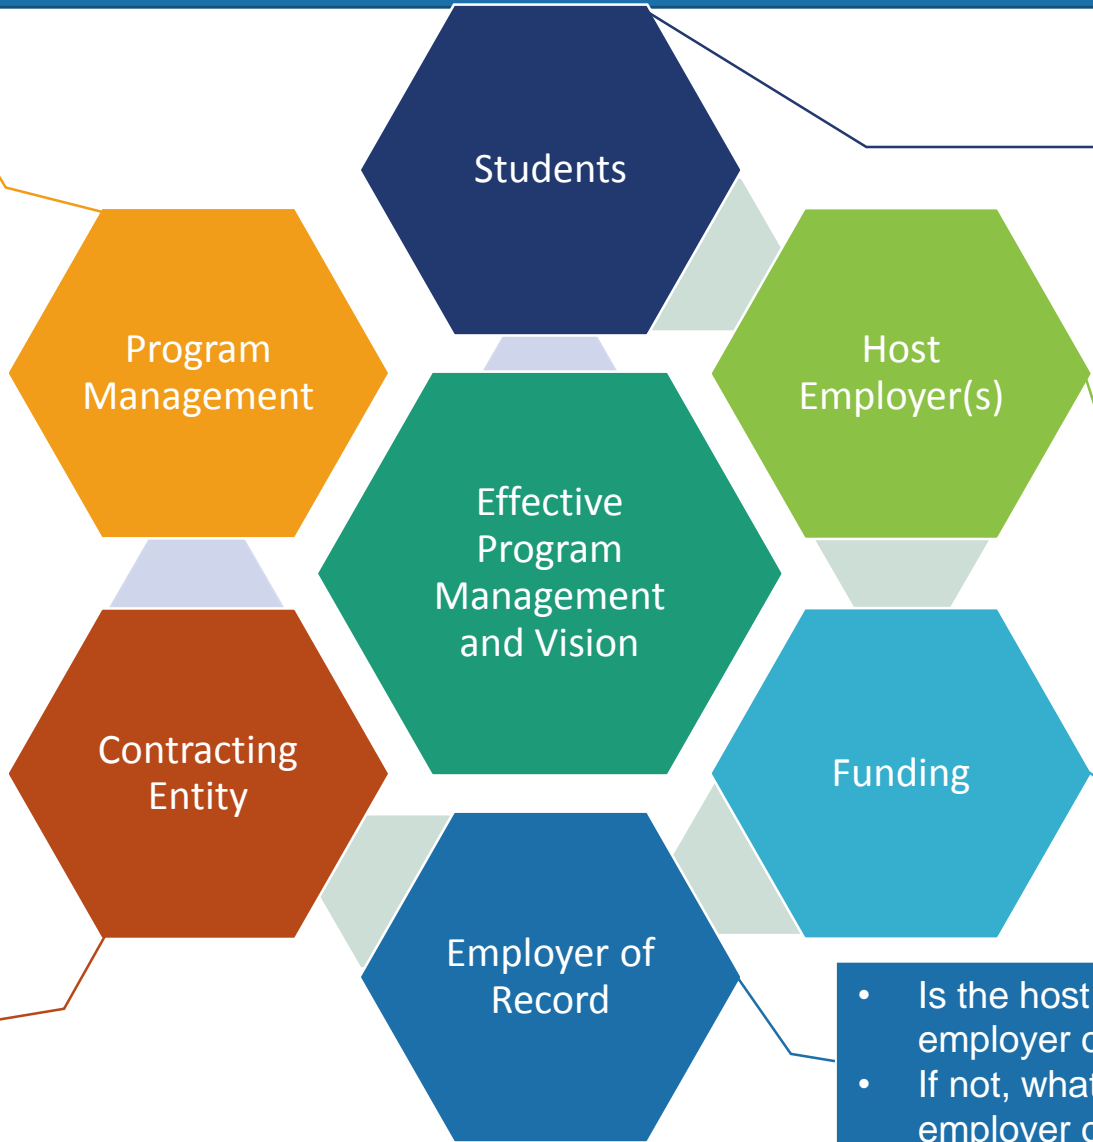 Students
Program
Management
Host
Employer(s)
Effective
Program
Management
and Vision
Contracting
Entity
Funding
Employer of
Record
• Is the host
employer
• If not, what
employer